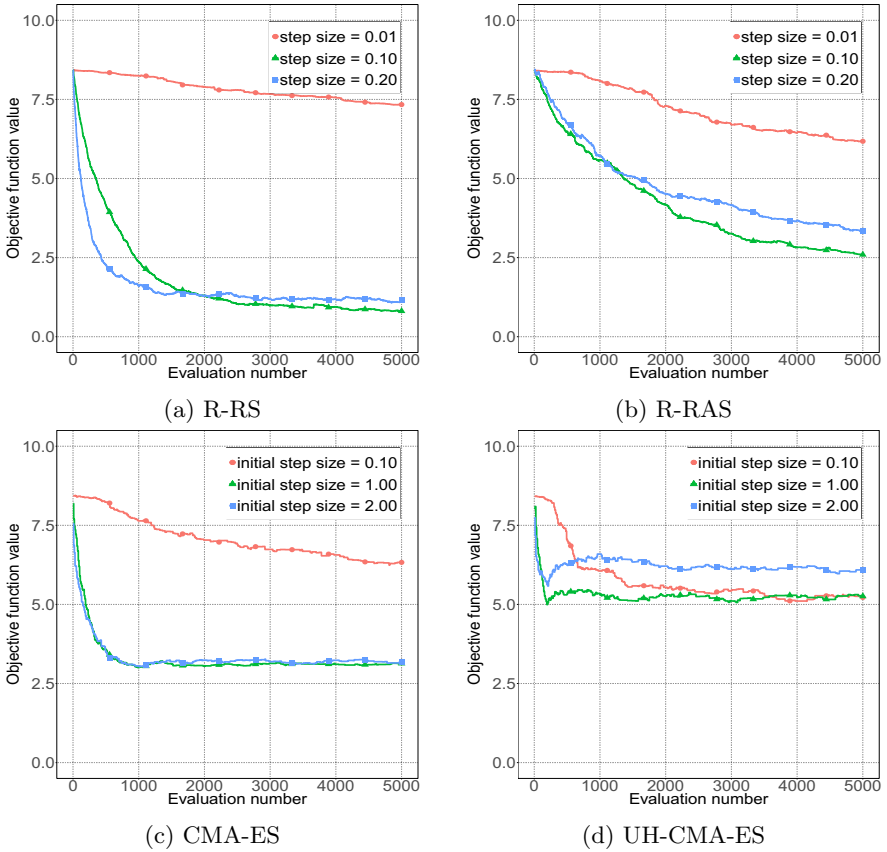 10.0
7.5
5.0
2.5
0.0
Objective function value
step size = 0.01
step size = 0.10
step size = 0.20
0 1000 2000 3000 4000 5000
Evaluation number
(a) R-RS
10.0
7.5
5.0
2.5
0.0
Objective function value
step size = 0.01
step size = 0.10
step size = 0.20
0 1000 2000 3000 4000 5000
Evaluation number
(b) R-RAS
10.0
7.5
5.0
2.5
0.0
Objective function value
initial step size = 0.10
initial step size = 1.00
initial step size = 2.00
0 1000 2000 3000 4000 5000
Evaluation number
(c) CMA-ES
10.0
7.5
5.0
2.5
0.0
Objective function value
initial step size = 0.10
initial step size = 1.00
initial step size = 2.00
0 1000 2000 3000 4000 5000
Evaluation number
(d) UH-CMA-ES